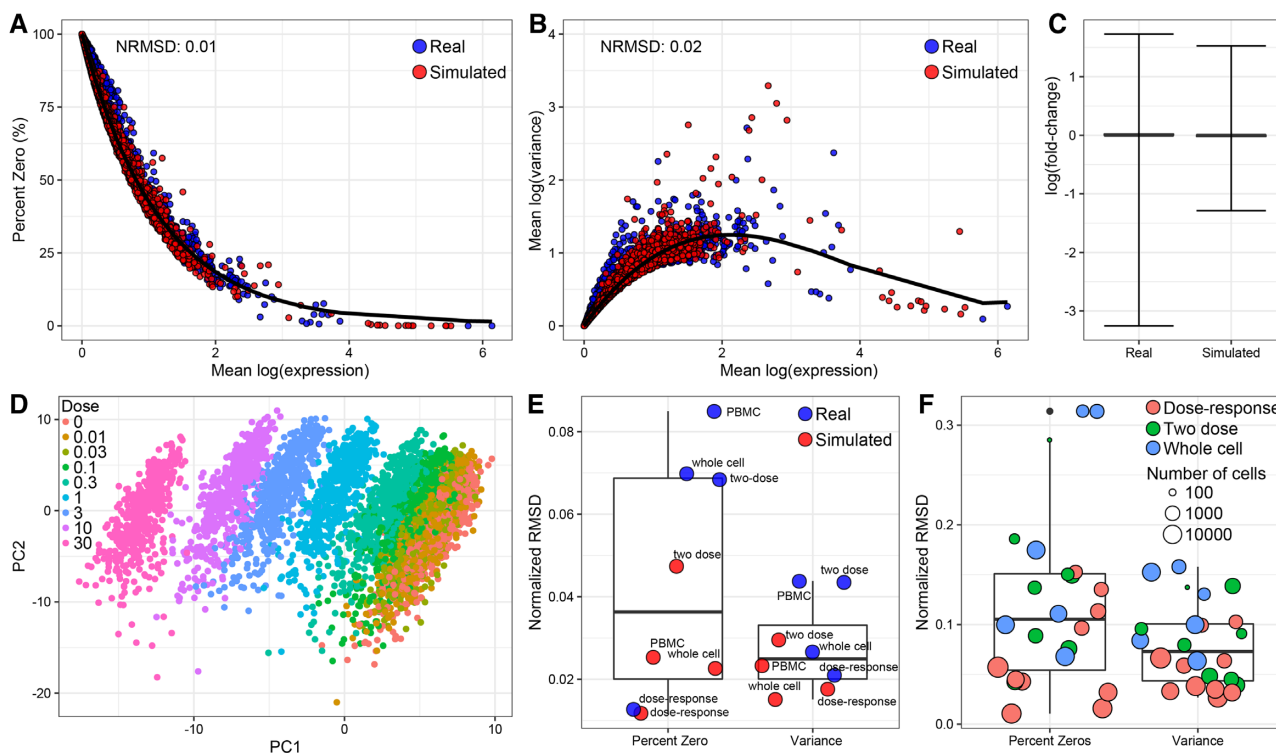 A
NRMSD: 0.01
Real
Simulated
Percent Zero (%)
100
75
50
25
0
0 2 4 6
Mean log(expression)
B
NRMSD: 0.02
Real
Simulated
Mean log(variance)
4
3
2
1
0
0 2 4 6
Mean log(expression)
C
log(fold-change)
1
0
-1
-2
-3
Real Simulated
D
Dose
0
0.01
0.03
0.1
0.3
1
3
10
30
PC2
10
0
-10
-20
-10 0 10
PC1
E
Real
Simulated
Normalized RMSD
0.08
0.06
0.04
0.02
PBMC
whole cell
two-dose
two dose
PBMC
whole cell
dose-response
dose-response
two dose
PBMC
two dose
whole cell
PBMC
dose-response
whole cell
dose-response
Percent Zero Variance
F
Dose-response
Two dose
Whole cell
Number of cells
100
1000
10000
Normalized RMSD
0.3
0.2
0.1
0.0
Percent Zeros Variance